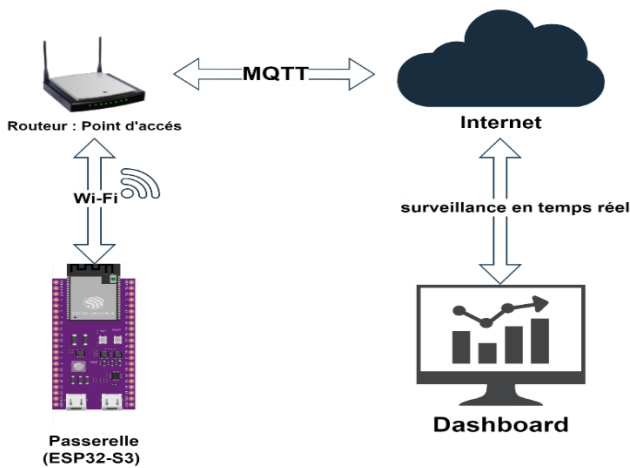 MQTT
Routeur : Point d'accés
Internet
Wi-Fi
surveillance en temps réel
Passerelle
(ESP32-S3)
Dashboard